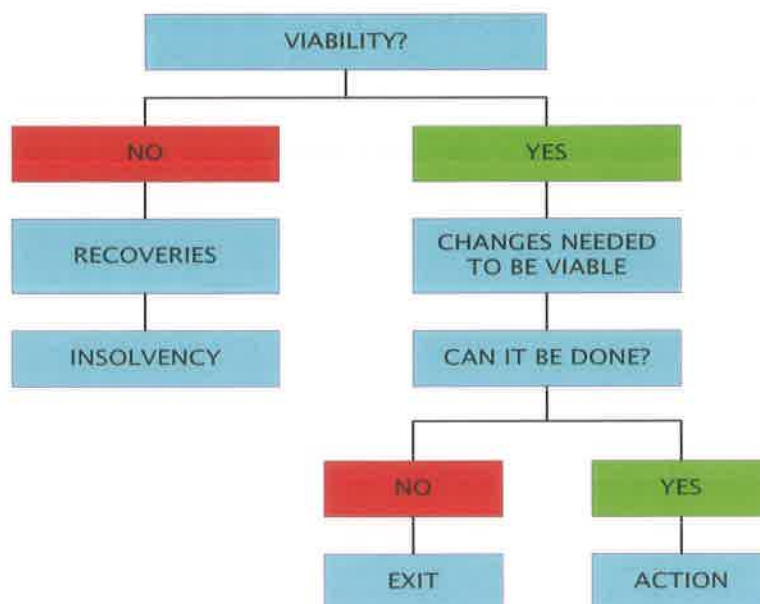 VIABILITY?
NO
YES
RECOVERIES
CHANGES NEEDED
TO BE VIABLE
INSOLVENCY
CAN IT BE DONE?
NO
YES
EXIT
ACTION